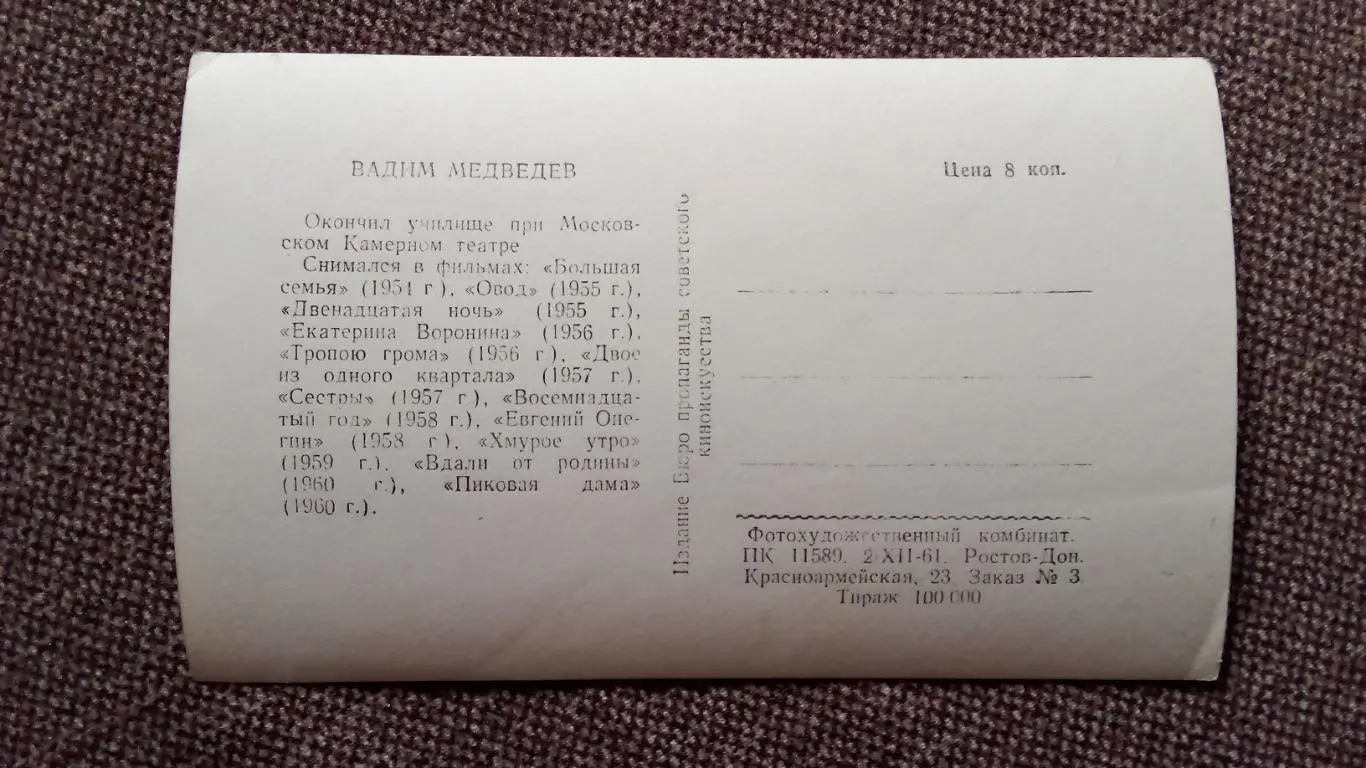 ВАДИМ МЕДВЕДЕВ
Окончил училище при Москов-
ском Камерном театре
Снимался в фильмах: «Большая
семья» (1954 г), «Овод» (1955 г.),
«Двенадцатая ночь» (1955 г.),
«Екатерина Воронина» (1956 г.).
«Тропою грома» (1956 г.), «Двое
из одного квартала» (1957 г.).
«Сестры» (1957 г), «Восемнадца-
тый год» (1958 г.), «Евгений Оне-
гин» (1958 г), «Хмурое утро»
(1959 г.). «Вдали от родины»
(1960 г.), «Пиковая дама»
(1960 г.).
Издание Бюро пропаганды советского
киноискусства
Цена 8 коп.
Фотохудожественный комбинат.
ПК 11589. 2-XII-61. Ростов-Дон.
Красноармейская, 23. Заказ № 3
Тираж 100 000